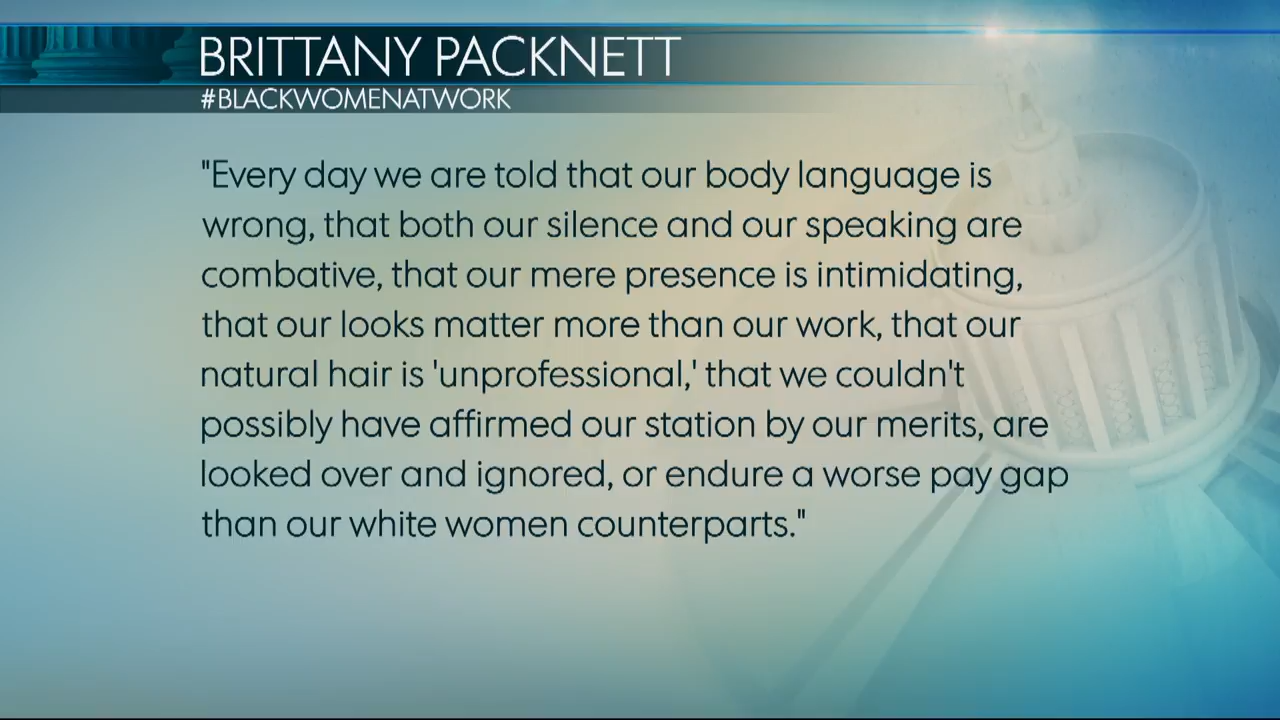 BRITTANY PACKNETT
#BLACKWOMENATWORK
"Every day we are told that our body language is
wrong, that both our silence and our speaking are
combative, that our mere presence is intimidating,
that our looks matter more than our work, that our
natural hair is 'unprofessional,' that we couldn't
possibly have affirmed our station by our merits, are
looked over and ignored, or endure a worse pay gap
than our white women counterparts."